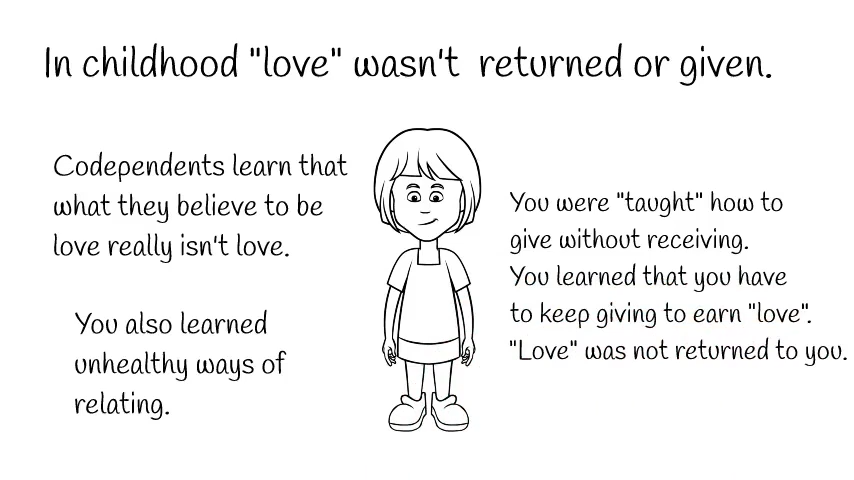 In childhood "love" wasn't returned or given.
Codependents learn that
what they believe to be
love really isn't love.
You also learned
unhealthy ways of
relating.
You were "taught" how to
give without receiving.
You learned that you have
to keep giving to earn "love".
"Love" was not returned to you.